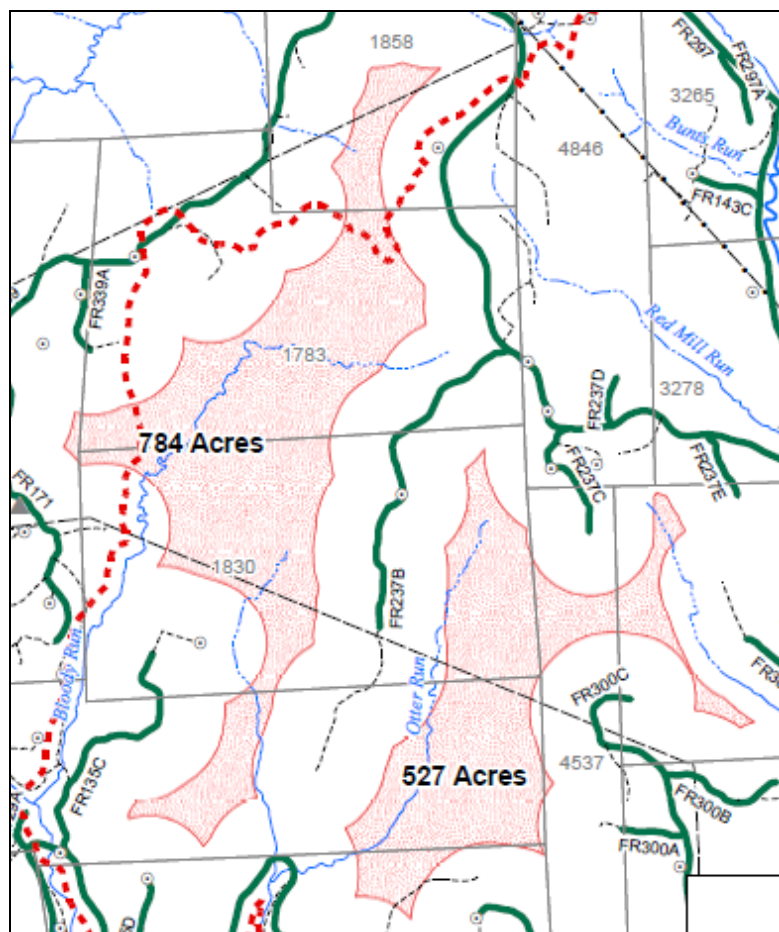 1858
FR297
FR297A
3265
Bunts Run
4846
FR143C
FR339A
Red Mill Run
1783
3278
FR237D
784 Acres
FR237E
FR237C
FR171
1830
FR237B
Bloody Run
Otter Run
FR300C
527 Acres
4537
FR135C
FR300B
FR300A